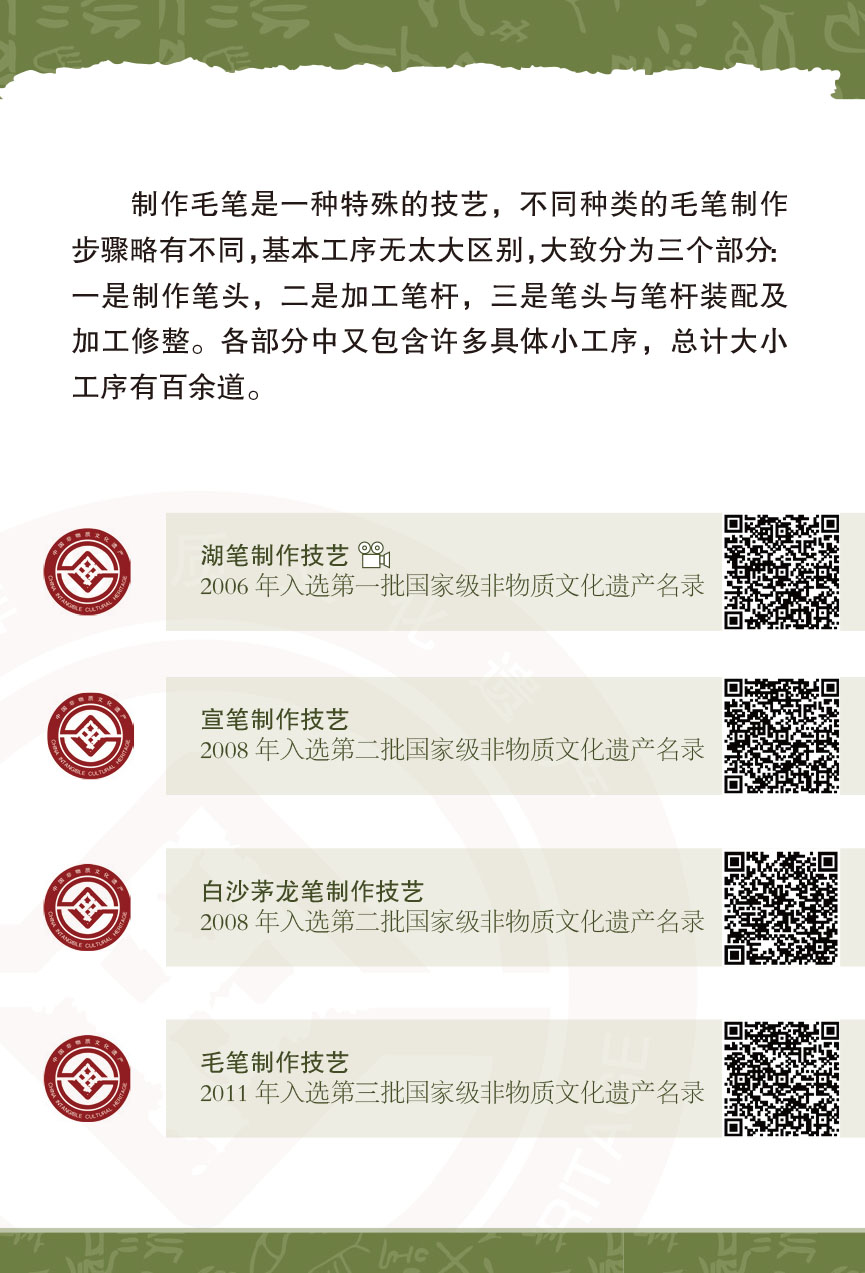 制作毛笔是一种特殊的技艺，不同种类的毛笔制作
步骤略有不同，基本工序无太大区别，大致分为三个部分：
一是制作笔头，二是加工笔杆，三是笔头与笔杆装配及
加工修整。各部分中又包含许多具体小工序，总计大小
工序有百余道。
中国非物质文化遗产
CHINA INTANGIBLE CULTURAL HERITAGE
湖笔制作技艺
2006 年入选第一批国家级非物质文化遗产名录
中国非物质文化遗产
CHINA INTANGIBLE CULTURAL HERITAGE
宣笔制作技艺
2008 年入选第二批国家级非物质文化遗产名录
中国非物质文化遗产
CHINA INTANGIBLE CULTURAL HERITAGE
白沙茅龙笔制作技艺
2008 年入选第二批国家级非物质文化遗产名录
中国非物质文化遗产
CHINA INTANGIBLE CULTURAL HERITAGE
毛笔制作技艺
2011 年入选第三批国家级非物质文化遗产名录